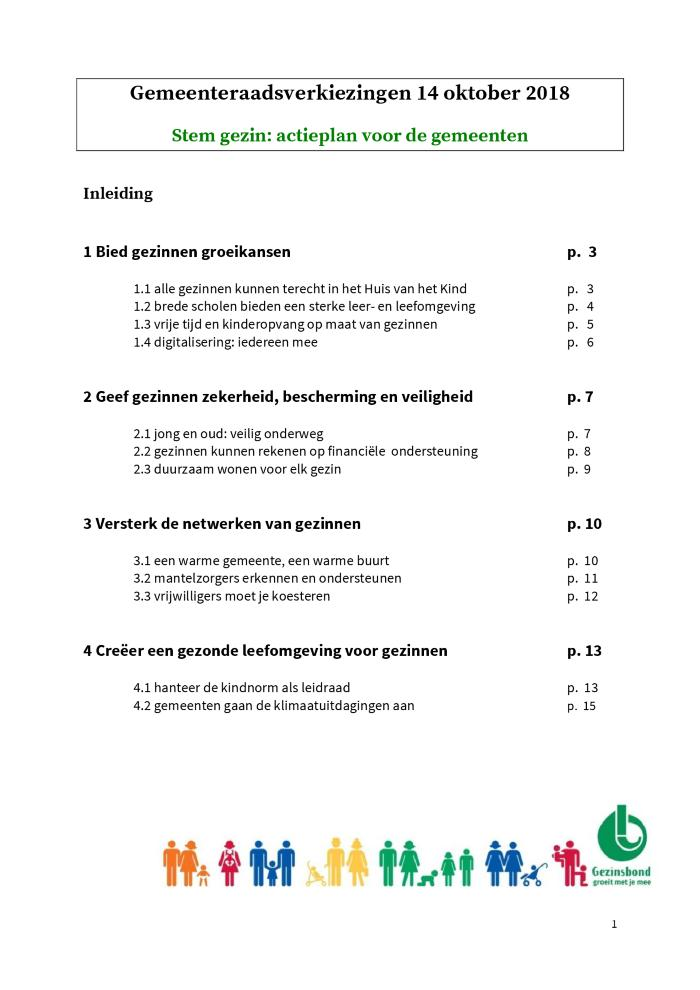 Gemeenteraadsverkiezingen 14 oktober 2018
Stem gezin: actieplan voor de gemeenten
Inleiding
1 Bied gezinnen groeikansen p. 3
1.1 alle gezinnen kunnen terecht in het Huis van het Kind p. 3
1.2 brede scholen bieden een sterke leer- en leefomgeving p. 4
1.3 vrije tijd en kinderopvang op maat van gezinnen p. 5
1.4 digitalisering: iedereen mee p. 6
2 Geef gezinnen zekerheid, bescherming en veiligheid p. 7
2.1 jong en oud: veilig onderweg p. 7
2.2 gezinnen kunnen rekenen op financiële ondersteuning p. 8
2.3 duurzaam wonen voor elk gezin p. 9
3 Versterk de netwerken van gezinnen p. 10
3.1 een warme gemeente, een warme buurt p. 10
3.2 mantelzorgers erkennen en ondersteunen p. 11
3.3 vrijwilligers moet je koesteren p. 12
4 Creëer een gezonde leefomgeving voor gezinnen p. 13
4.1 hanteer de kindnorm als leidraad p. 13
4.2 gemeenten gaan de klimaatuitdagingen aan p. 15
Gezinsbond
groeit met je mee
1